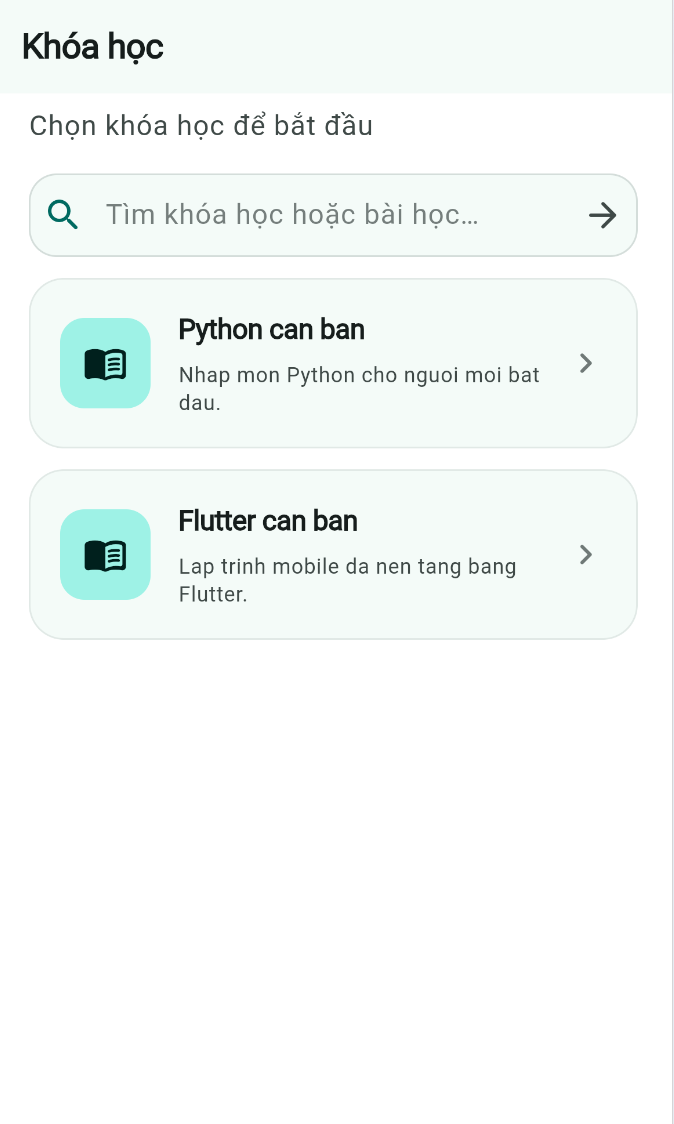 Khóa học
Chọn khóa học để bắt đầu
Tìm khóa học hoặc bài học...
Python can ban
Nhap mon Python cho nguoi moi bat
dau.
Flutter can ban
Lap trinh mobile da nen tang bang
Flutter.